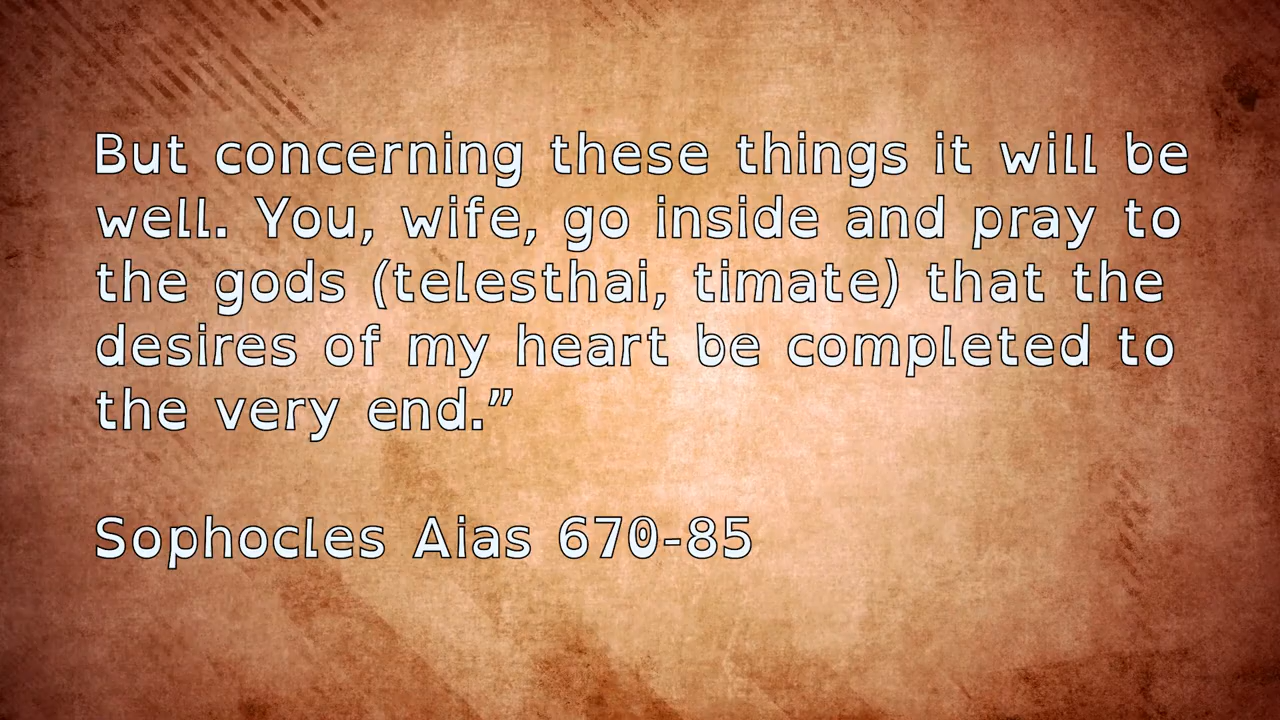 But concerning these things it will be
well. You, wife, go inside and pray to
the gods (telesthai, timate) that the
desires of my heart be completed to
the very end.”
Sophocles Aias 670-85